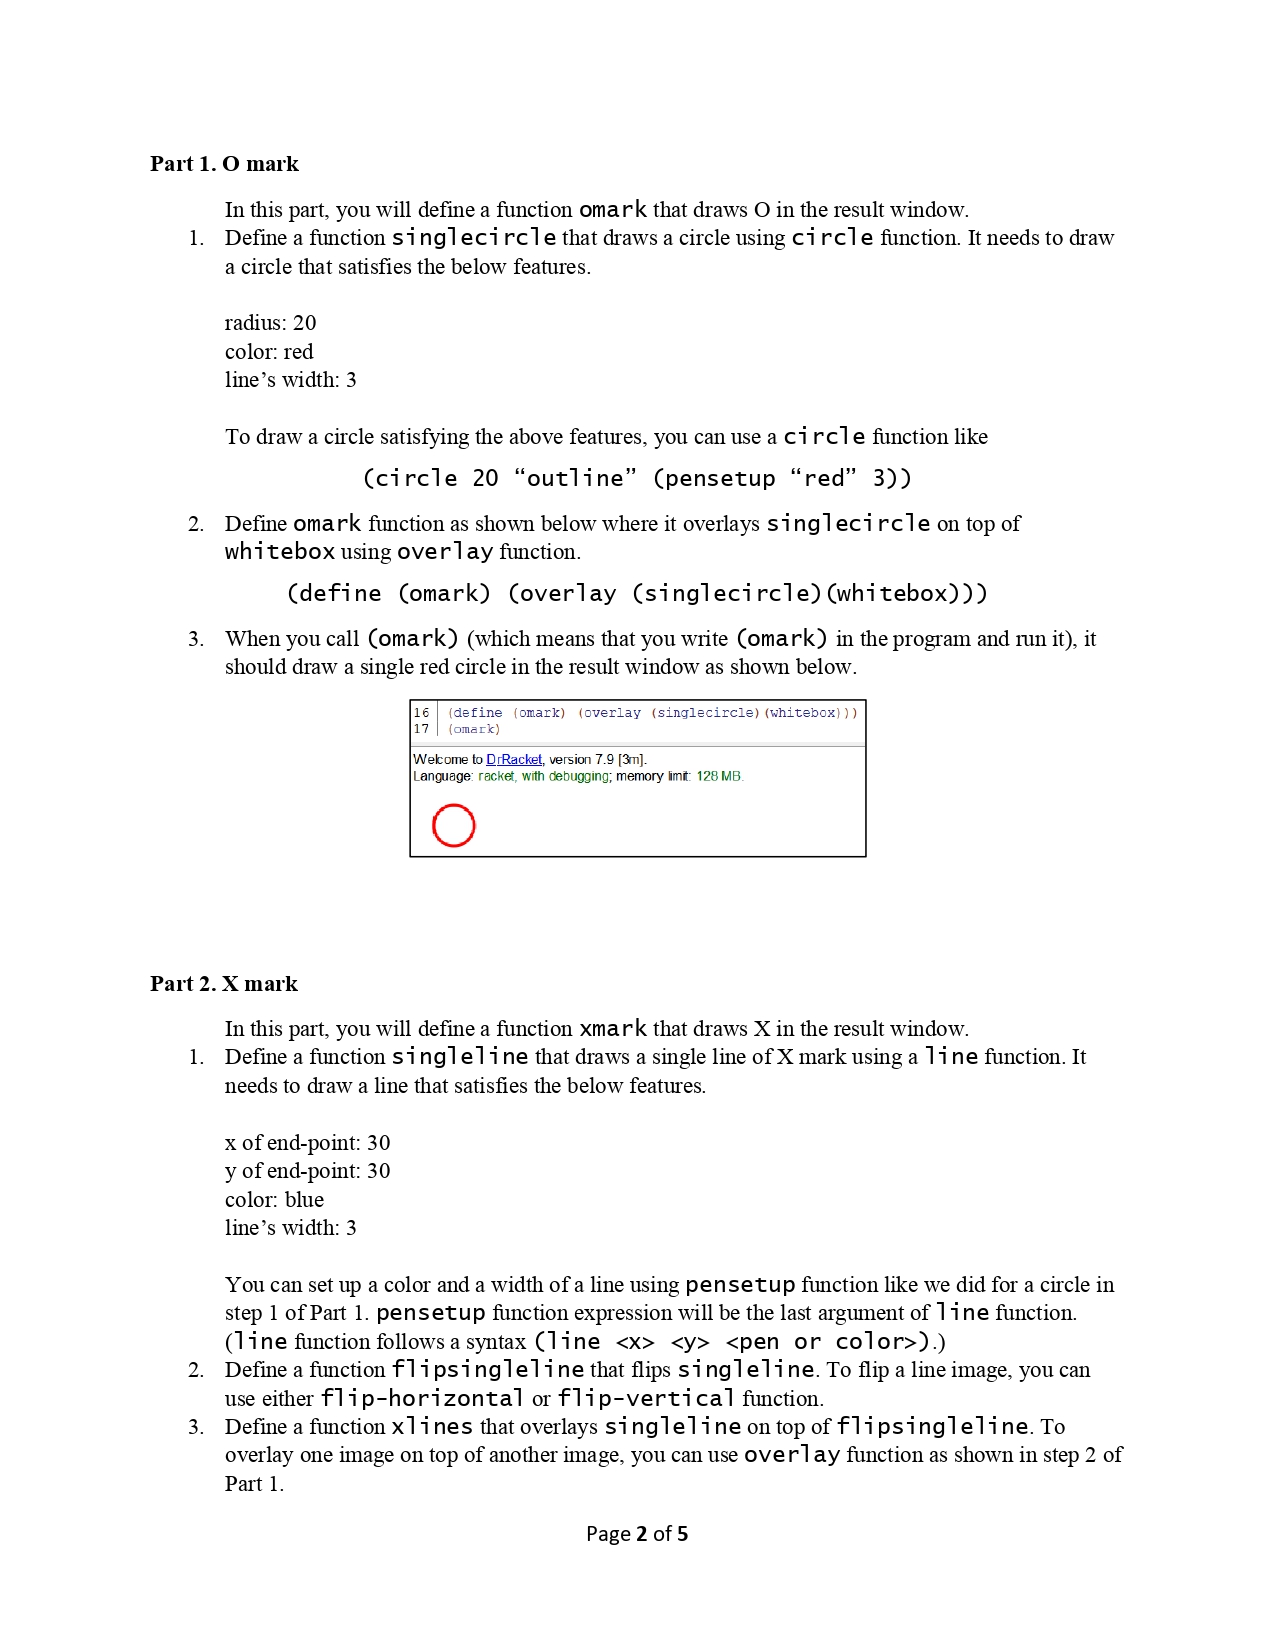 Part 1. O mark
In this part, you will define a function omark that draws O in the result window.
1. Define a function singlecircle that draws a circle using circle function. It needs to draw
a circle that satisfies the below features.
radius: 20
color: red
line’s width: 3
To draw a circle satisfying the above features, you can use a circle function like
(circle 20 “outline” (pensetup “red” 3))
2. Define omark function as shown below where it overlays singlecircle on top of
whitebox using overlay function.
(define (omark) (overlay (singlecircle)(whitebox)))
3. When you call (omark) (which means that you write (omark) in the program and run it), it
should draw a single red circle in the result window as shown below.
16 (define (omark) (overlay (singlecircle)(whitebox)))
17 (omark)
Welcome to DrRacket, version 7.9 [3m].
Language: racket, with debugging; memory limit: 128 MB.
Part 2. X mark
In this part, you will define a function xmark that draws X in the result window.
1. Define a function singleline that draws a single line of X mark using a line function. It
needs to draw a line that satisfies the below features.
x of end-point: 30
y of end-point: 30
color: blue
line’s width: 3
You can set up a color and a width of a line using pensetup function like we did for a circle in
step 1 of Part 1. pensetup function expression will be the last argument of line function.
(line function follows a syntax (line <x> <y> <pen or color>).)
2. Define a function flipsingleline that flips singleline. To flip a line image, you can
use either flip-horizontal or flip-vertical function.
3. Define a function xlines that overlays singleline on top of flipsingleline. To
overlay one image on top of another image, you can use overlay function as shown in step 2 of
Part 1.
Page 2 of 5